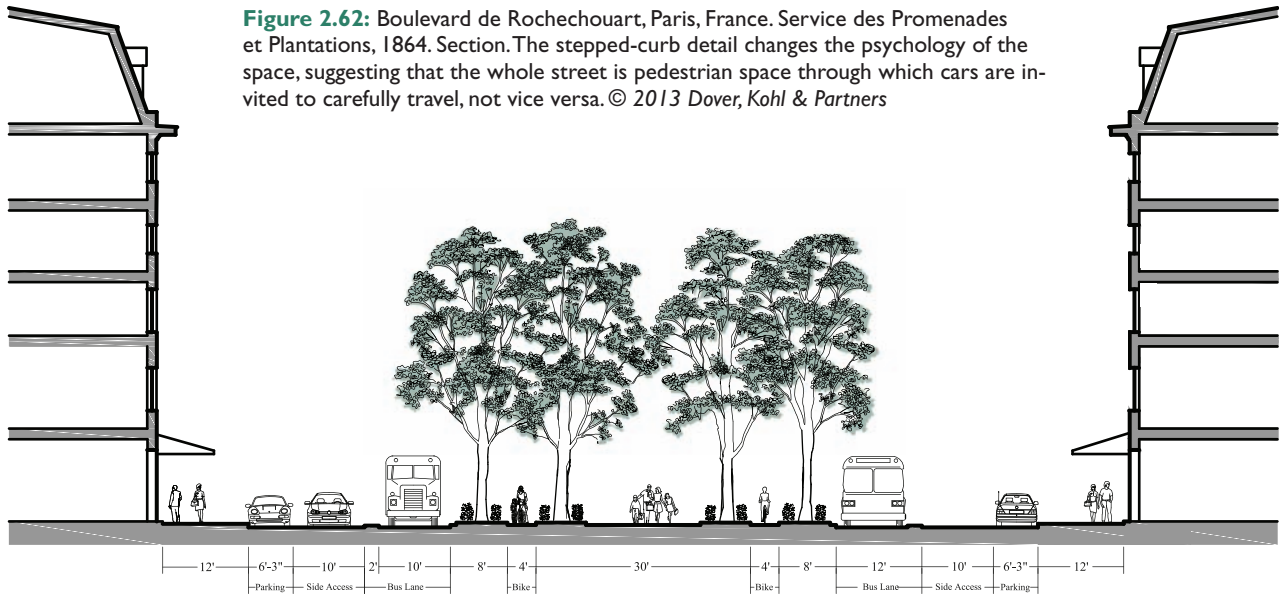 Figure 2.62: Boulevard de Rochechouart, Paris, France. Service des Promenades
et Plantations, 1864. Section. The stepped-curb detail changes the psychology of the
space, suggesting that the whole street is pedestrian space through which cars are in-
vited to carefully travel, not vice versa. © 2013 Dover, Kohl & Partners
12' 6'-3" 10' 2' 10' 8' 4' 30' 4' 8' 12' 10' 6'-3" 12'
Parking Side Access Bus Lane Bike Bike Bus Lane Side Access Parking